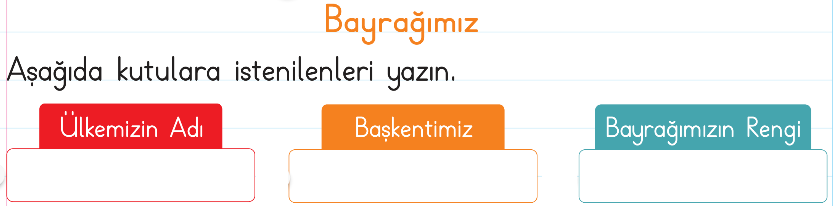 Bayrağımız
Aşağıda kutulara istenilenleri yazın.
Ülkemizin Adı
Başkentimiz
Bayrağımızın Rengi